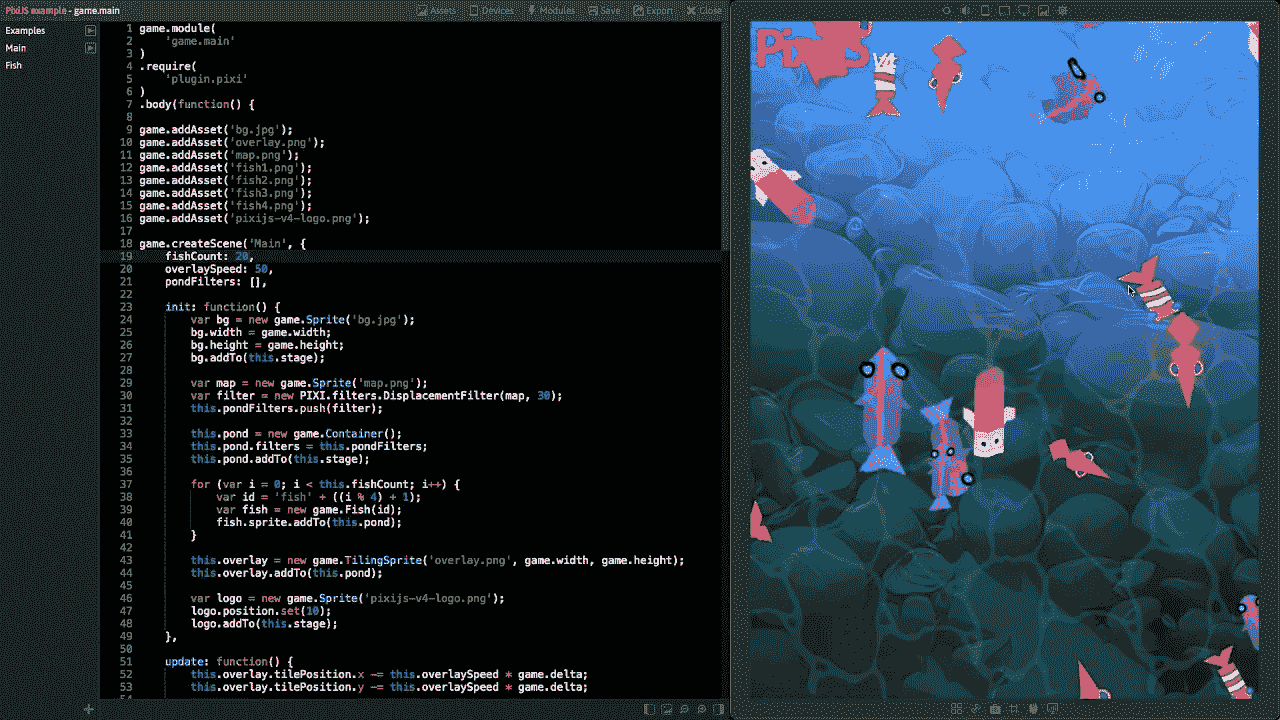 PixiJS example - game.main
Assets Devices Modules Save Export Close
Examples
Main
Fish
1 game.module(
2 'game.main'
3 )
4 .require(
5 'plugin.pixi'
6 )
7 .body(function() {
8
9 game.addAsset('bg.jpg');
10 game.addAsset('overlay.png');
11 game.addAsset('map.png');
12 game.addAsset('fish1.png');
13 game.addAsset('fish2.png');
14 game.addAsset('fish3.png');
15 game.addAsset('fish4.png');
16 game.addAsset('pixijs-v4-logo.png');
17
18 game.createScene('Main', {
19 fishCount: 20,
20 overlaySpeed: 50,
21 pondFilters: [],
22
23 init: function() {
24 var bg = new game.Sprite('bg.jpg');
25 bg.width = game.width;
26 bg.height = game.height;
27 bg.addTo(this.stage);
28
29 var map = new game.Sprite('map.png');
30 var filter = new PIXI.filters.DisplacementFilter(map, 30);
31 this.pondFilters.push(filter);
32
33 this.pond = new game.Container();
34 this.pond.filters = this.pondFilters;
35 this.pond.addTo(this.stage);
36
37 for (var i = 0; i < this.fishCount; i++) {
38 var id = 'fish' + ((i % 4) + 1);
39 var fish = new game.Fish(id);
40 fish.sprite.addTo(this.pond);
41 }
42
43 this.overlay = new game.TilingSprite('overlay.png', game.width, game.height);
44 this.overlay.addTo(this.pond);
45
46 var logo = new game.Sprite('pixijs-v4-logo.png');
47 logo.position.set(10);
48 logo.addTo(this.stage);
49 },
50
51 update: function() {
52 this.overlay.tilePosition.x -= this.overlaySpeed * game.delta;
53 this.overlay.tilePosition.y -= this.overlaySpeed * game.delta;